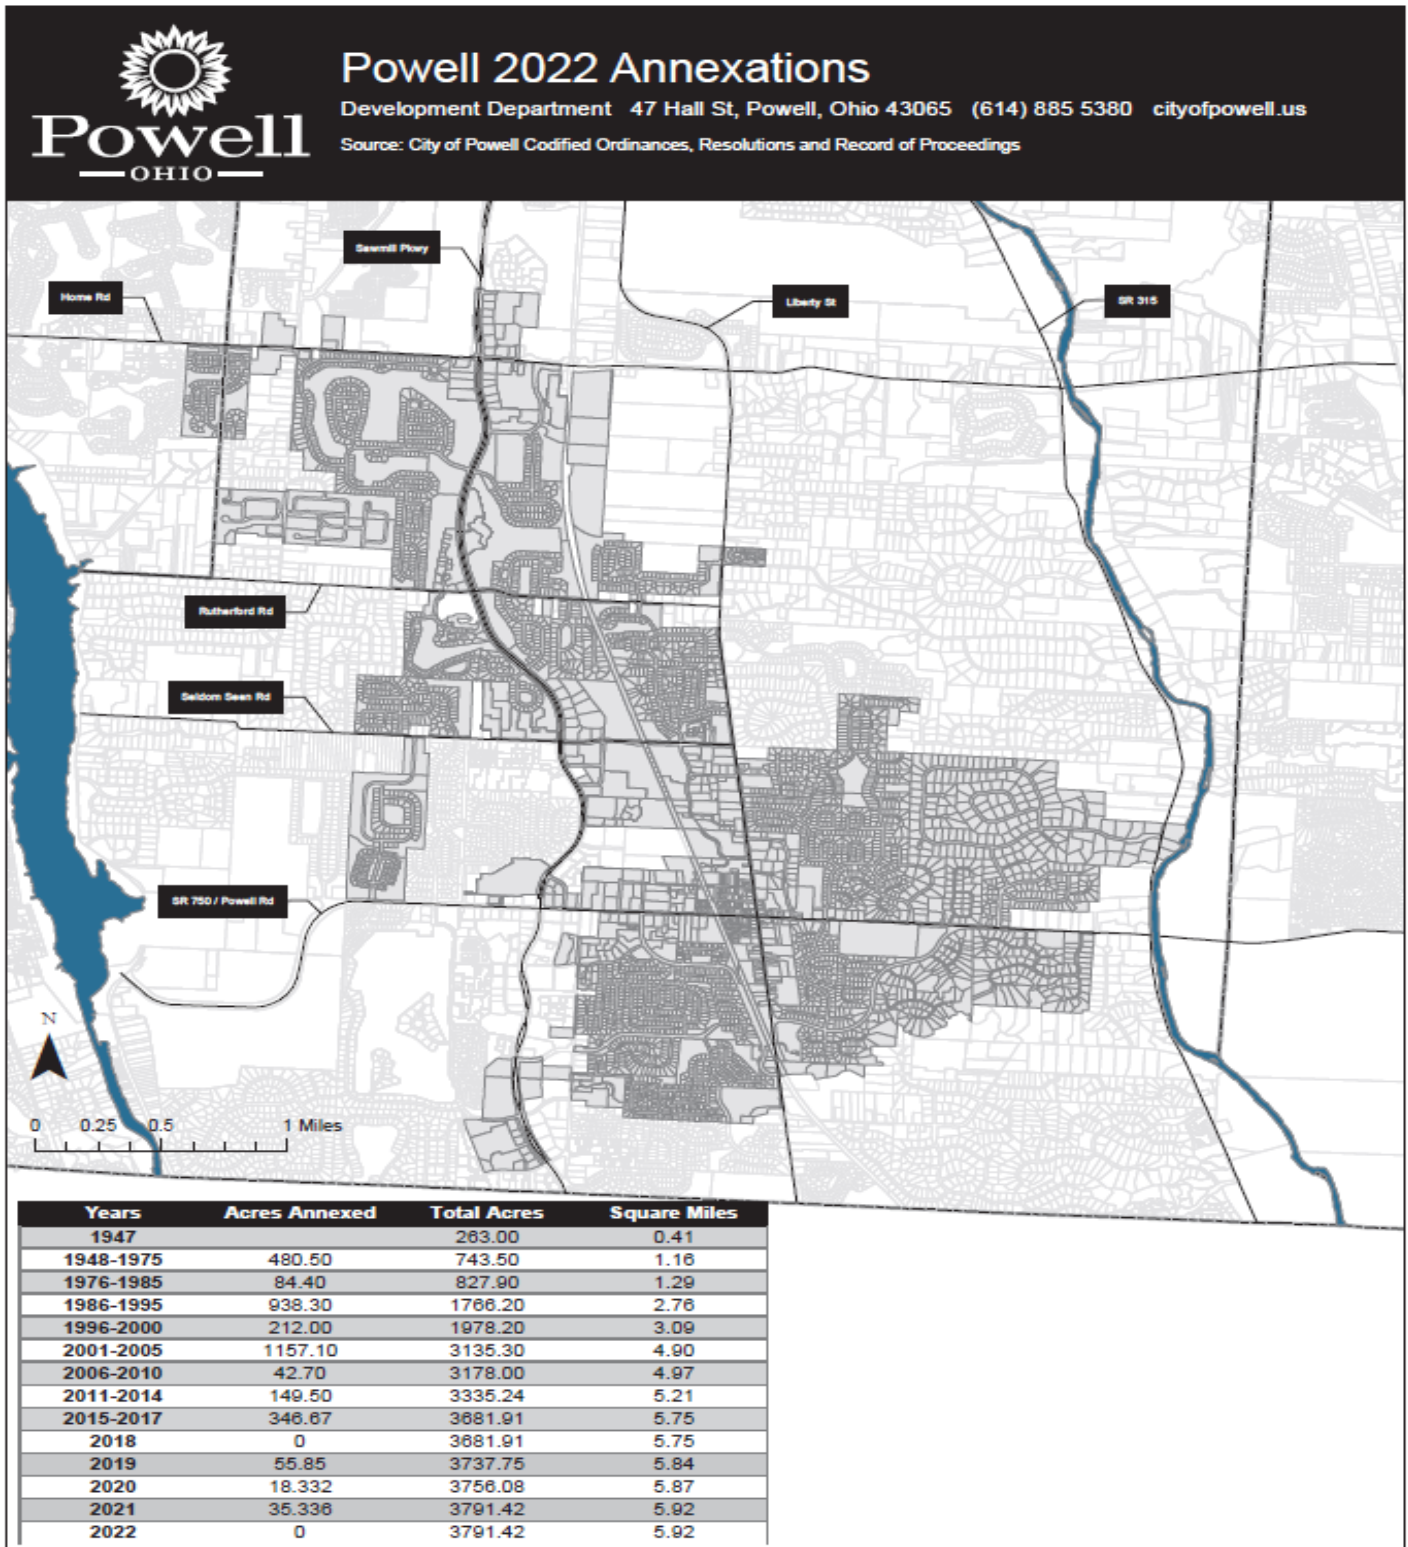 Powell
OHIO
Powell 2022 Annexations
Development Department 47 Hall St, Powell, Ohio 43065 (614) 885 5380 cityofpowell.us
Source: City of Powell Codified Ordinances, Resolutions and Record of Proceedings
Sawmill Pkwy
Home Rd
Liberty St
SR 315
Rutherford Rd
Seldom Seen Rd
SR 750 / Powell Rd
N
0 0.25 0.5 1 Miles
Years Acres Annexed Total Acres Square Miles
1947 263.00 0.41
1948-1975 480.50 743.50 1.16
1976-1985 84.40 827.90 1.29
1986-1995 938.30 1766.20 2.76
1996-2000 212.00 1978.20 3.09
2001-2005 1157.10 3135.30 4.90
2006-2010 42.70 3178.00 4.97
2011-2014 149.50 3335.24 5.21
2015-2017 346.67 3681.91 5.75
2018 0 3681.91 5.75
2019 55.85 3737.75 5.84
2020 18.332 3756.08 5.87
2021 35.336 3791.42 5.92
2022 0 3791.42 5.92